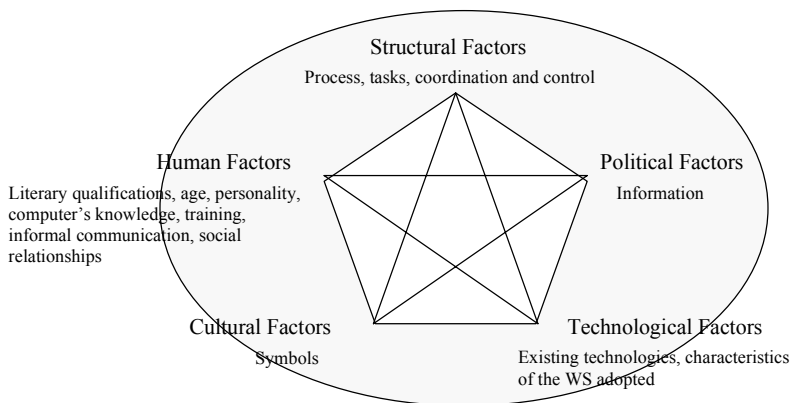 Structural Factors
Process, tasks, coordination and control
Human Factors
Literary qualifications, age, personality,
computer’s knowledge, training,
informal communication, social
relationships
Political Factors
Information
Cultural Factors
Symbols
Technological Factors
Existing technologies, characteristics
of the WS adopted